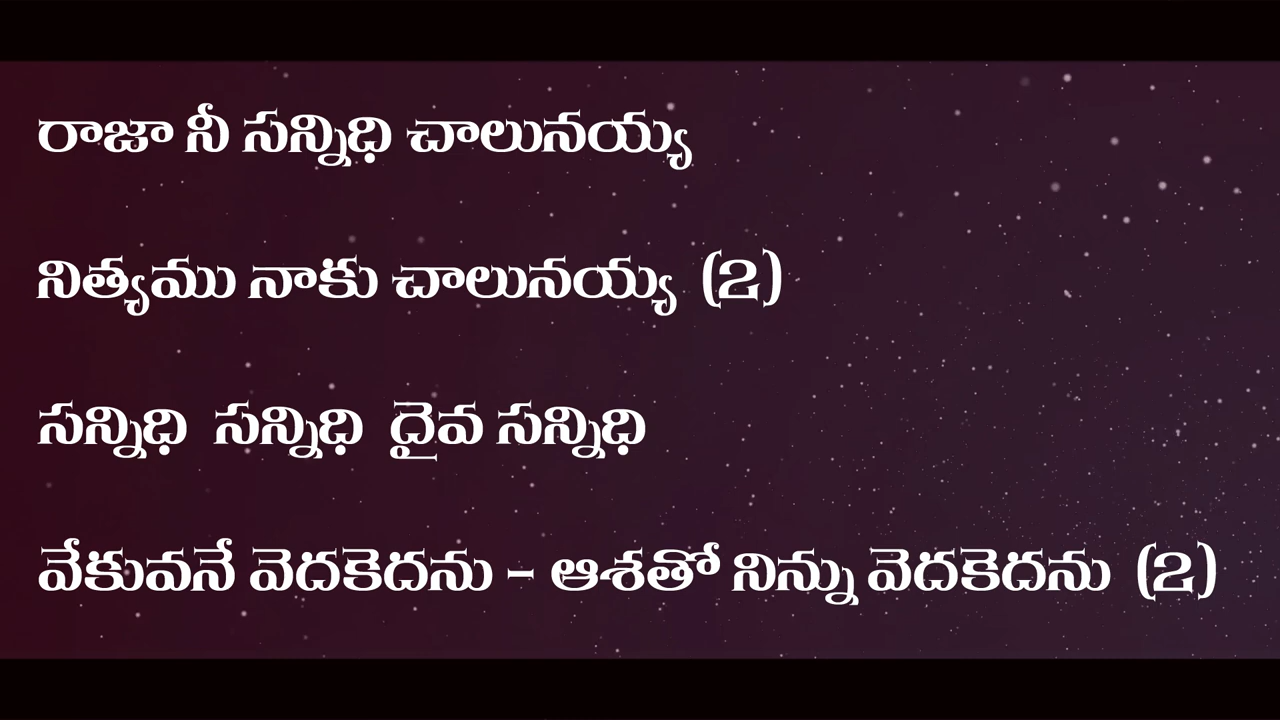 రాజా నీ సన్నిధి చాలునయ్య
నిత్యము నాకు చాలునయ్య (2)
సన్నిధి సన్నిధి దైవ సన్నిధి
వేకువనే వెదకెదను - ఆశతో నిన్ను వెదకెదను (2)